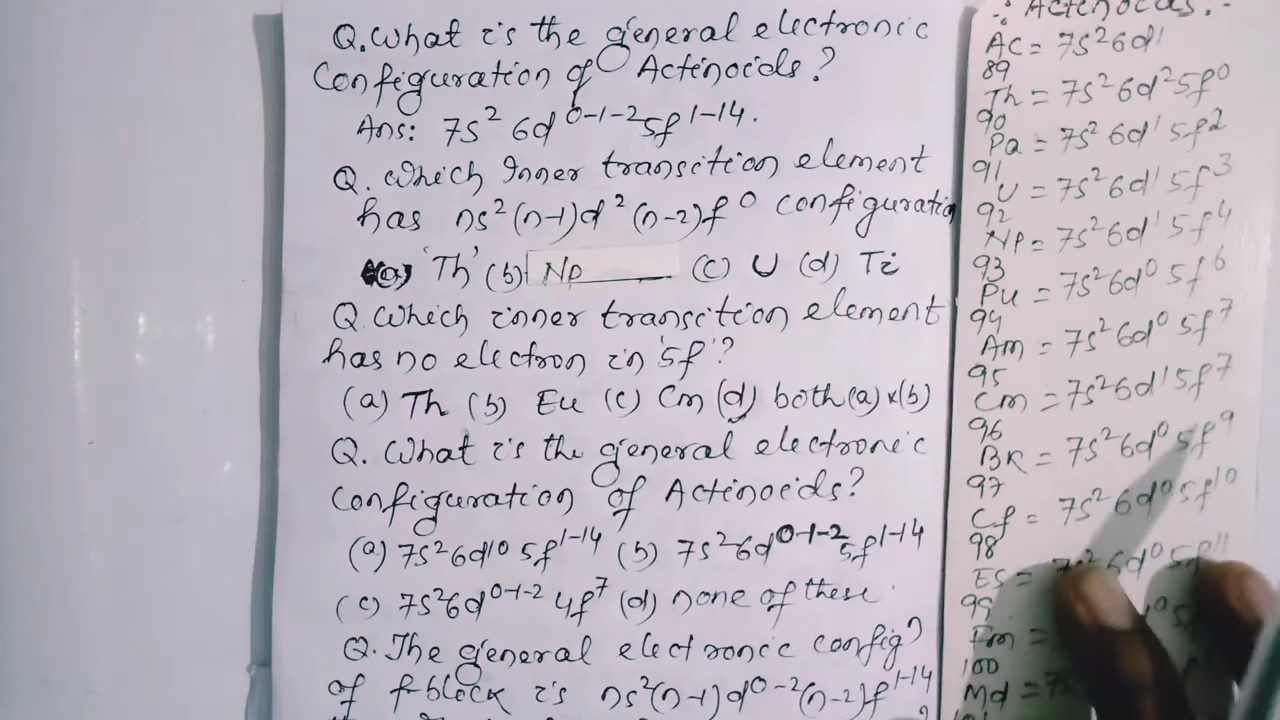 Q. What is the general electronic
Configuration of Actinoids?
Ans: 7s² 6d⁰⁻¹⁻² 5f¹⁻¹⁴.
Q. Which Inner transition element
has ns² (n-1)d² (n-2)f⁰ configuration
(a) 'Th' (b) Np (c) U (d) Ti
Q. Which inner transition element
has no electron in '5f'?
(a) Th (b) Eu (c) Cm (d) both (a) & (b)
Q. What is the general electronic
Configuration of Actinoids?
(a) 7s² 6d¹⁰ 5f¹⁻¹⁴ (b) 7s² 6d⁰⁻¹⁻² 5f¹⁻¹⁴
(c) 7s² 6d⁰⁻¹⁻² 4f⁷ (d) none of these.
Q. The general electronic config?
of f-block is ns² (n-1)d⁰⁻² (n-2)f¹⁻¹⁴
∴ Actinoids:-
Ac = 7s² 6d¹
89
Th = 7s² 6d² 5f⁰
90
Pa = 7s² 6d¹ 5f²
91
U = 7s² 6d¹ 5f³
92
Np = 7s² 6d¹ 5f⁴
93
Pu = 7s² 6d⁰ 5f⁶
94
Am = 7s² 6d⁰ 5f⁷
95
Cm = 7s² 6d¹ 5f⁷
96
BK = 7s² 6d⁰ 5f⁹
97
Cf = 7s² 6d⁰ 5f¹⁰
98
ES = 7s² 6d⁰ 5f¹¹
99
Fm =
100
Md = 7s